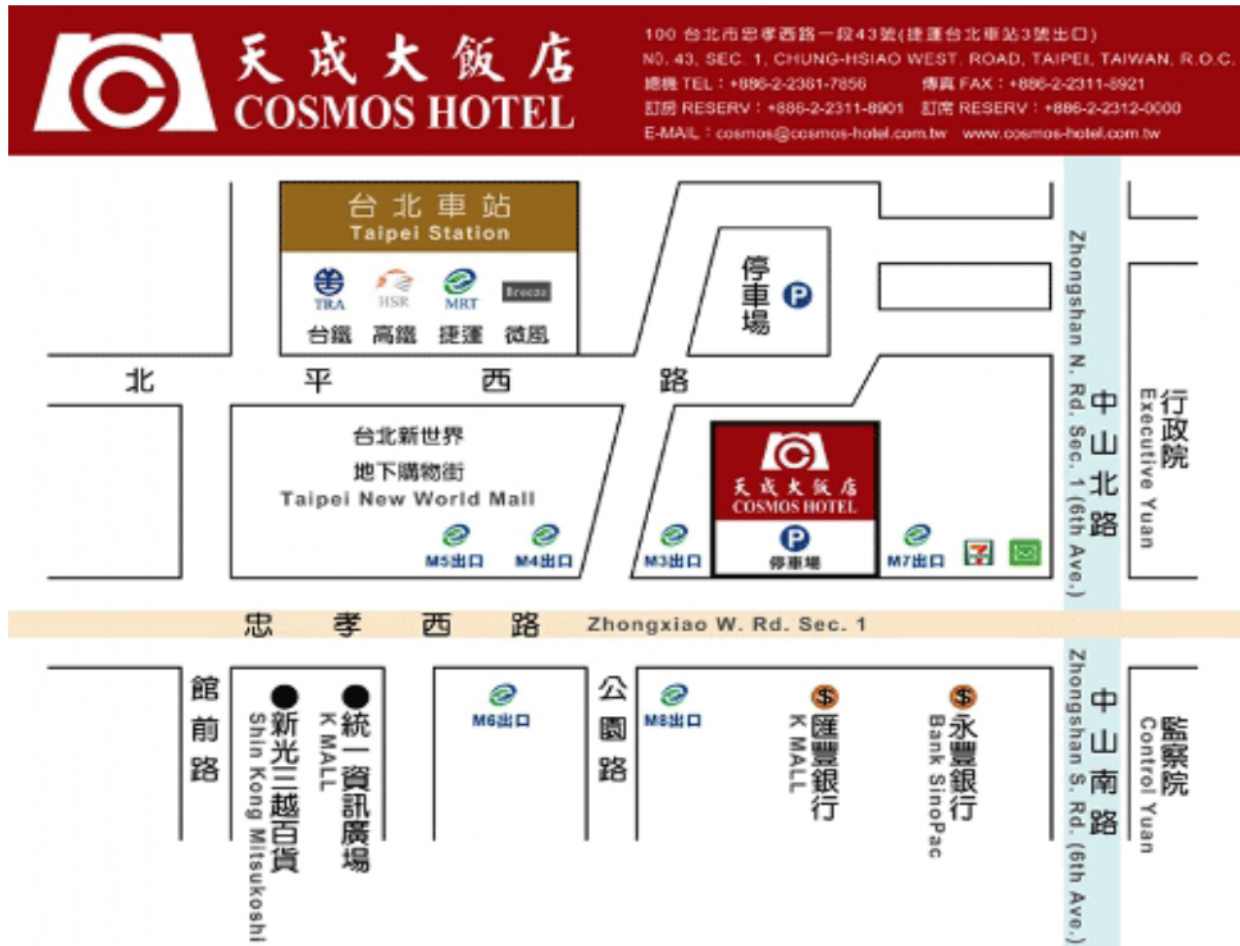 天成大飯店
COSMOS HOTEL
100 台北市忠孝西路一段43號(捷運台北車站3號出口)
NO. 43, SEC. 1, CHUNG-HSIAO WEST. ROAD, TAIPEI, TAIWAN, R.O.C.
總機 TEL：+886-2-2361-7856 傳真 FAX：+886-2-2311-8921
訂房 RESERV：+886-2-2311-8901 訂席 RESERV：+886-2-2312-0000
E-MAIL：cosmos@cosmos-hotel.com.tw www.cosmos-hotel.com.tw
台北車站
Taipei Station
TRA HSR MRT Breeze
台鐵 高鐵 捷運 微風
停車場 P
北平西路
台北新世界
地下購物街
Taipei New World Mall
M5出口 M4出口
M3出口
天成大飯店
COSMOS HOTEL
P
停車場
M7出口
7
中山北路
Zhongshan N. Rd. Sec. 1 (6th Ave.)
行政院
Executive Yuan
忠孝西路 Zhongxiao W. Rd. Sec. 1
館前路
新光三越百貨
Shin Kong Mitsukoshi
統一資訊廣場
K MALL
M6出口
公園路
M8出口
$
匯豐銀行
K MALL
$
永豐銀行
Bank SinoPac
中山南路
Zhongshan S. Rd. (6th Ave.)
監察院
Control Yuan